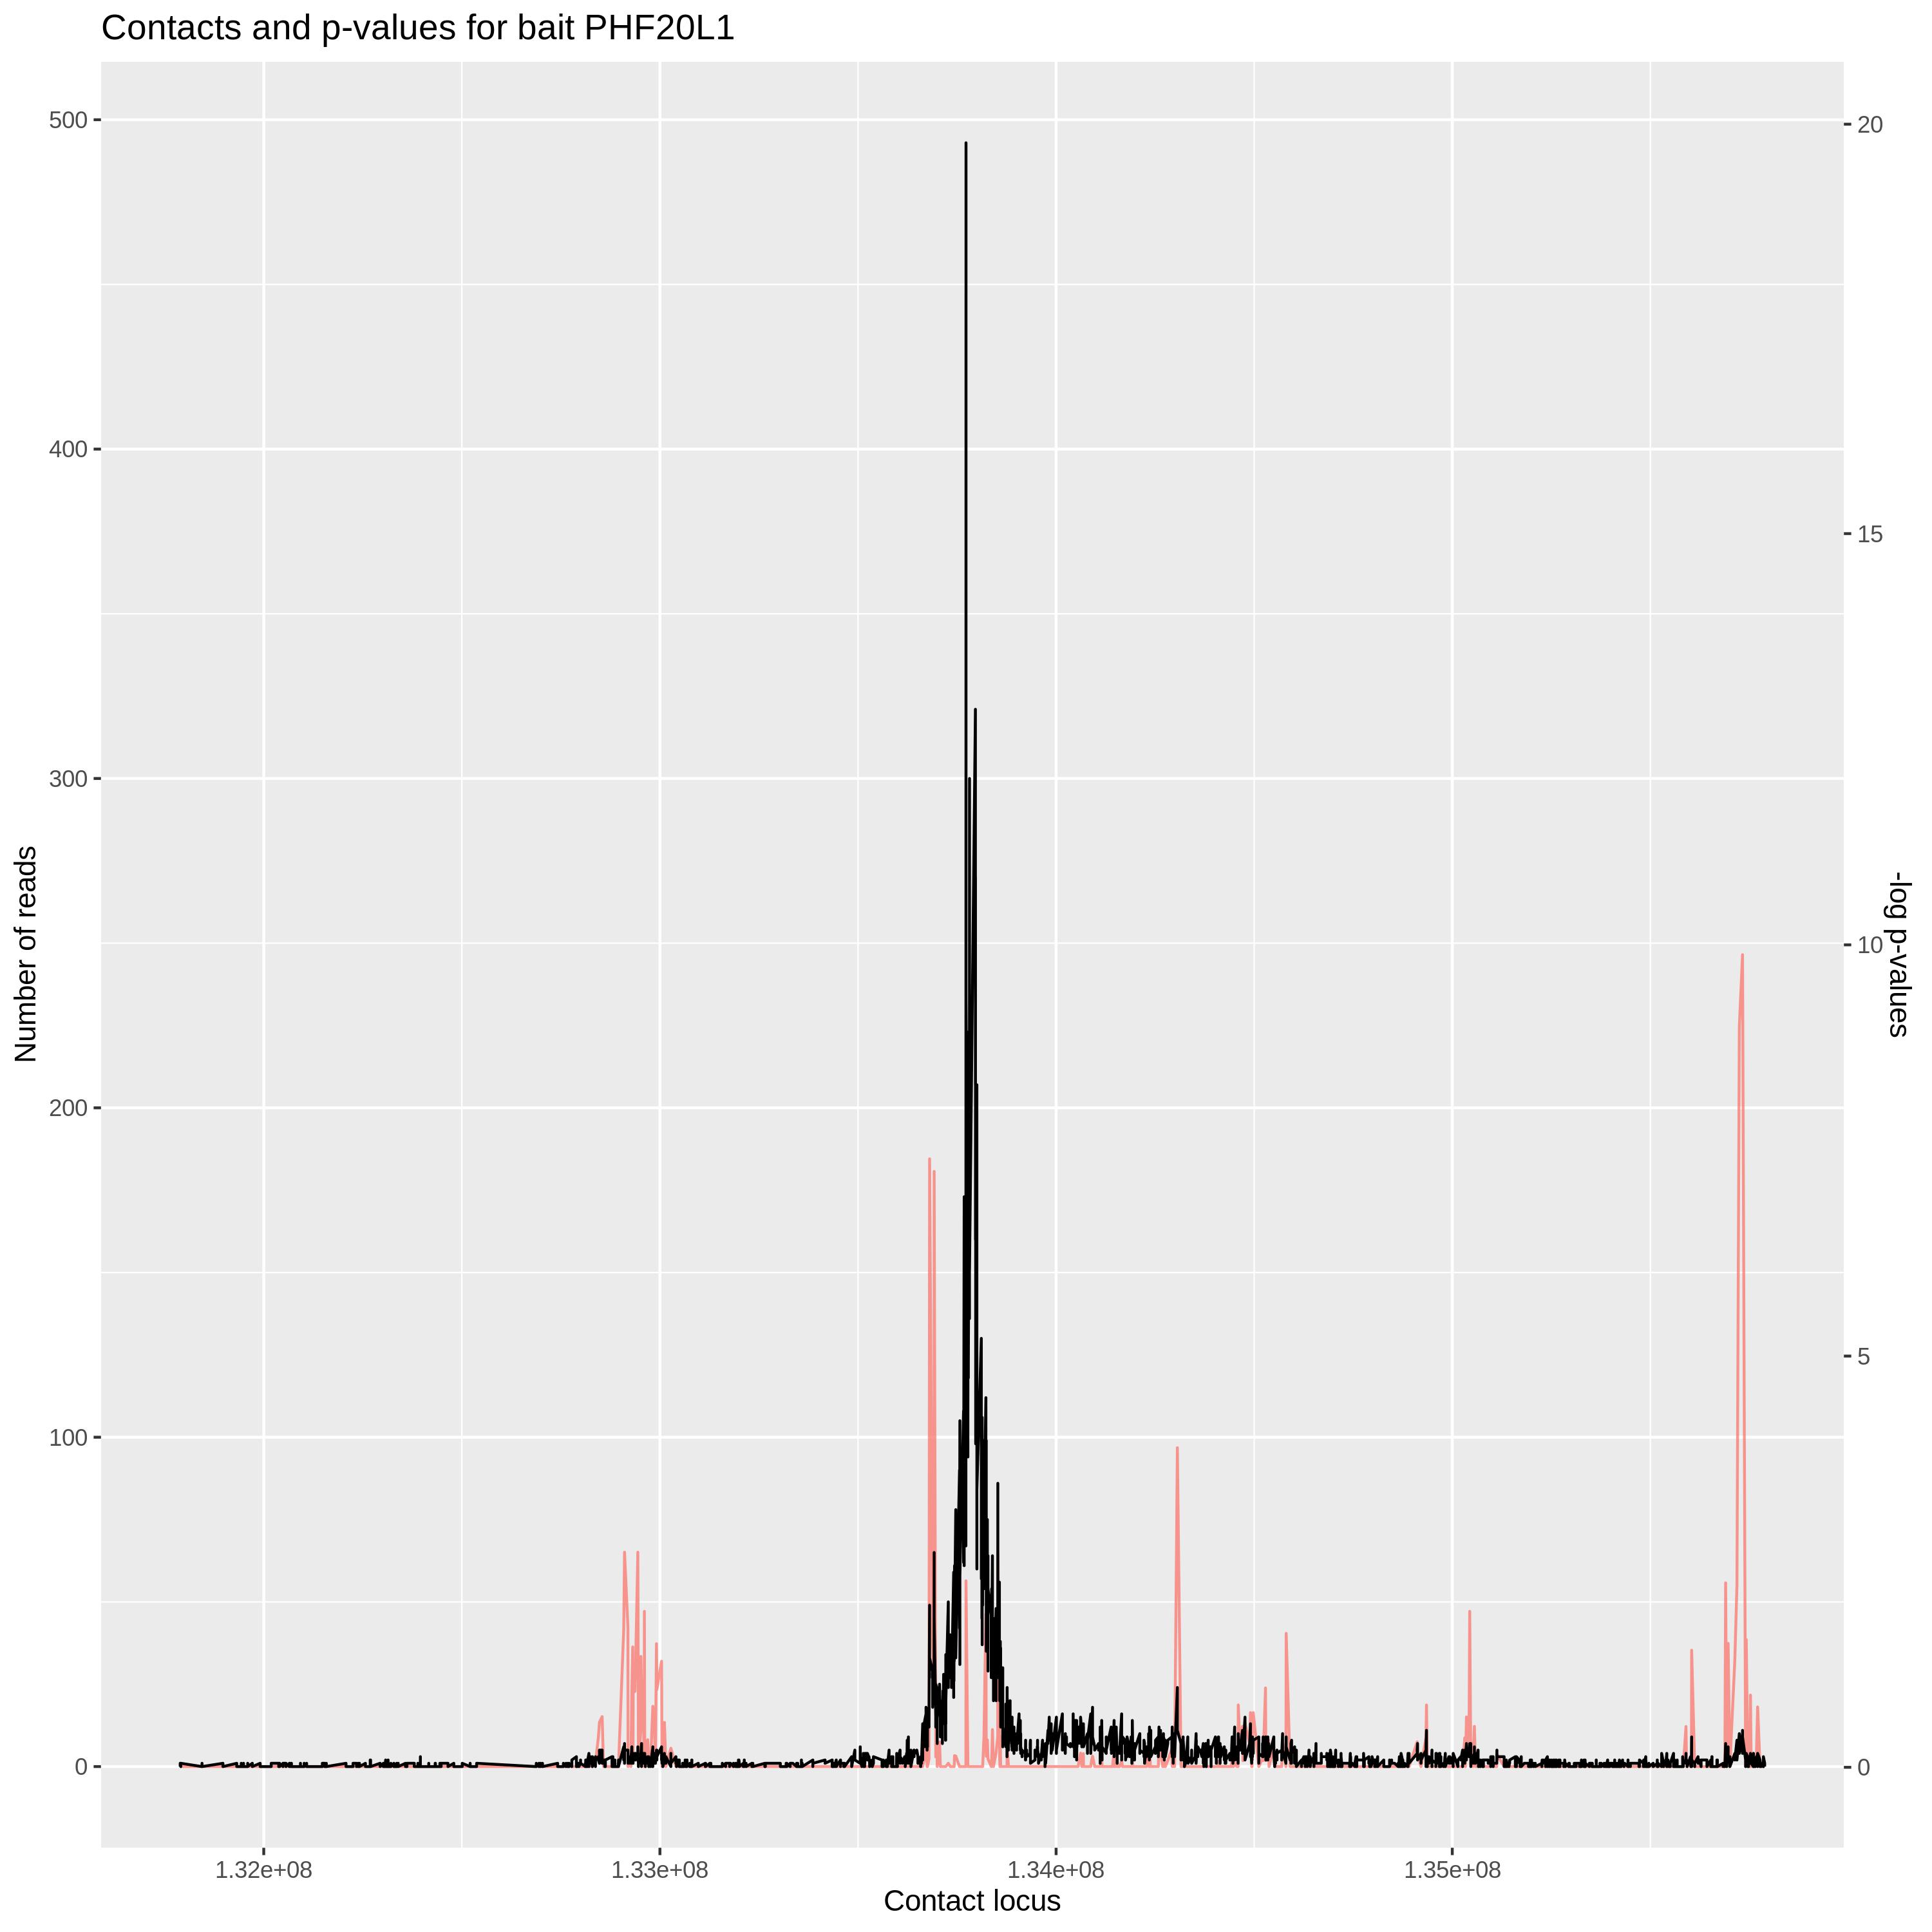 Contacts and p-values for bait PHF20L1
500
400
300
200
100
0
Number of reads
20
15
10
5
0
-log p-values
1.32e+08 1.33e+08 1.34e+08 1.35e+08
Contact locus